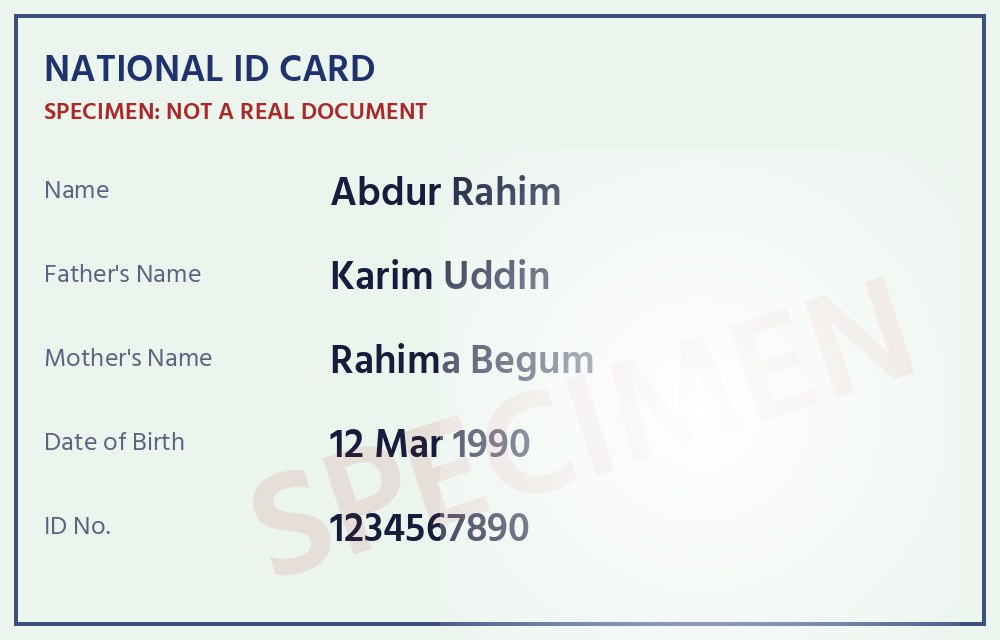 NATIONAL ID CARD
SPECIMEN: NOT A REAL DOCUMENT
Name Abdur Rahim
Father's Name Karim Uddin
Mother's Name Rahima Begum
Date of Birth 12 Mar 1990
ID No. 1234567890
SPECIMEN